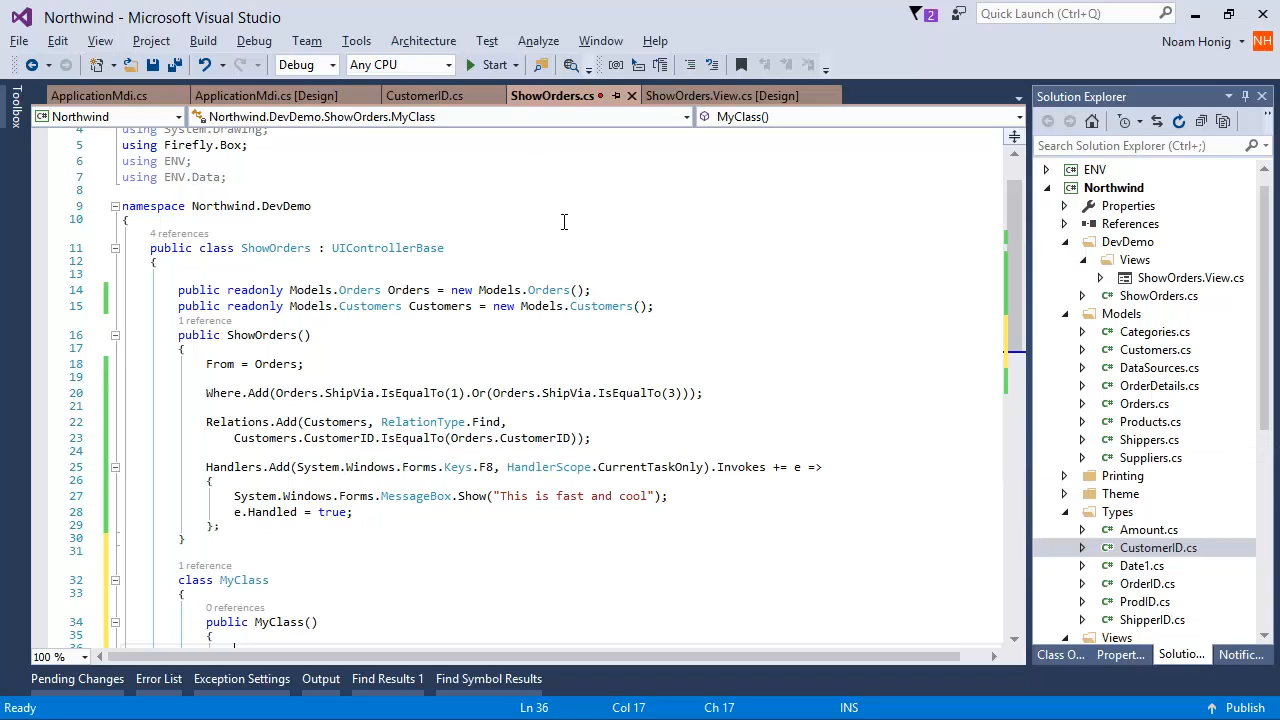 Northwind - Microsoft Visual Studio
2
Quick Launch (Ctrl+Q)
File Edit View Project Build Debug Team Tools Architecture Test Analyze Window Help
Noam Honig NH
Debug Any CPU Start
Toolbox
ApplicationMdi.cs ApplicationMdi.cs [Design] CustomerID.cs ShowOrders.cs ShowOrders.View.cs [Design]
Northwind Northwind.DevDemo.ShowOrders.MyClass MyClass()
4 using System.Drawing;
5 using Firefly.Box;
6 using ENV;
7 using ENV.Data;
8
9 namespace Northwind.DevDemo
10 {
4 references
11 public class ShowOrders : UIControllerBase
12 {
13
14 public readonly Models.Orders Orders = new Models.Orders();
15 public readonly Models.Customers Customers = new Models.Customers();
1 reference
16 public ShowOrders()
17 {
18 From = Orders;
19
20 Where.Add(Orders.ShipVia.IsEqualTo(1).Or(Orders.ShipVia.IsEqualTo(3)));
21
22 Relations.Add(Customers, RelationType.Find,
23 Customers.CustomerID.IsEqualTo(Orders.CustomerID));
24
25 Handlers.Add(System.Windows.Forms.Keys.F8, HandlerScope.CurrentTaskOnly).Invokes += e =>
26 {
27 System.Windows.Forms.MessageBox.Show("This is fast and cool");
28 e.Handled = true;
29 };
30 }
31
1 reference
32 class MyClass
33 {
0 references
34 public MyClass()
35 {
36
100 %
Solution Explorer
Search Solution Explorer (Ctrl+;)
ENV
Northwind
Properties
References
DevDemo
Views
ShowOrders.View.cs
ShowOrders.cs
Models
Categories.cs
Customers.cs
DataSources.cs
OrderDetails.cs
Orders.cs
Products.cs
Shippers.cs
Suppliers.cs
Printing
Theme
Types
Amount.cs
CustomerID.cs
Date1.cs
OrderID.cs
ProdID.cs
ShipperID.cs
Views
Class O... Propert... Solutio... Notific...
Pending Changes Error List Exception Settings Output Find Results 1 Find Symbol Results
Ready Ln 36 Col 17 Ch 17 INS Publish